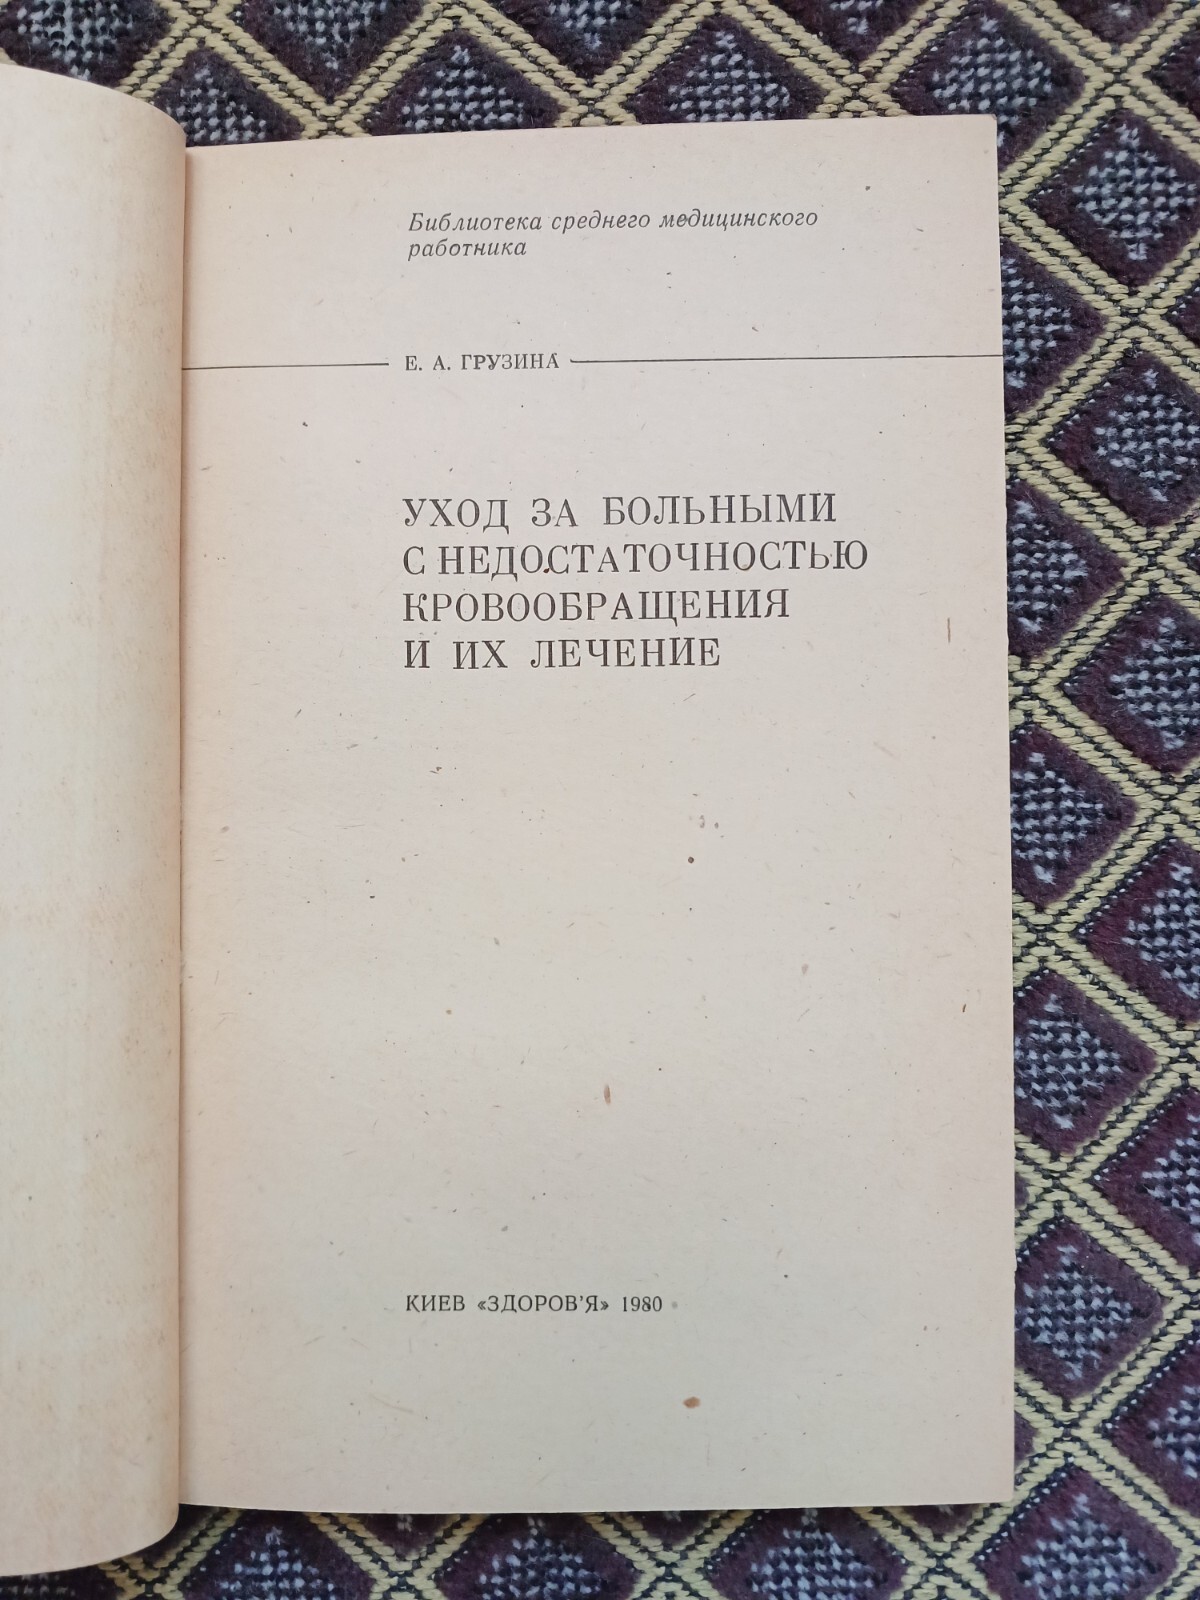 Библиотека среднего медицинского
работника
Е. А. ГРУЗИНА
УХОД ЗА БОЛЬНЫМИ
С НЕДОСТАТОЧНОСТЬЮ
КРОВООБРАЩЕНИЯ
И ИХ ЛЕЧЕНИЕ
КИЕВ «ЗДОРОВ'Я» 1980